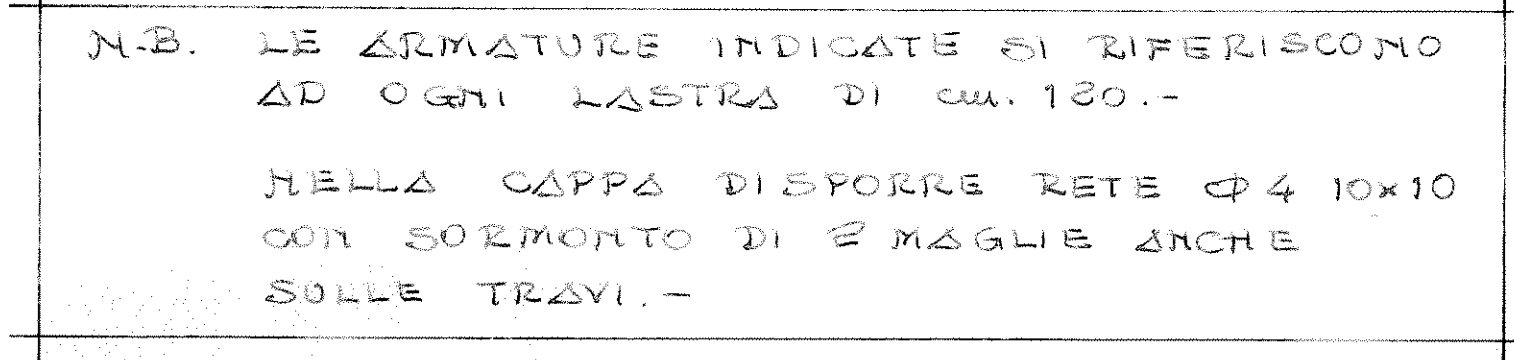 N.B. LE ARMATURE INDICATE SI RIFERISCONO
AD OGNI LASTRA DI cm. 120.-
NELLA CAPPA DISPORRE RETE Φ 4 10x10
CON SORMONTO DI 2 MAGLIE ANCHE
SULLE TRAVI.-